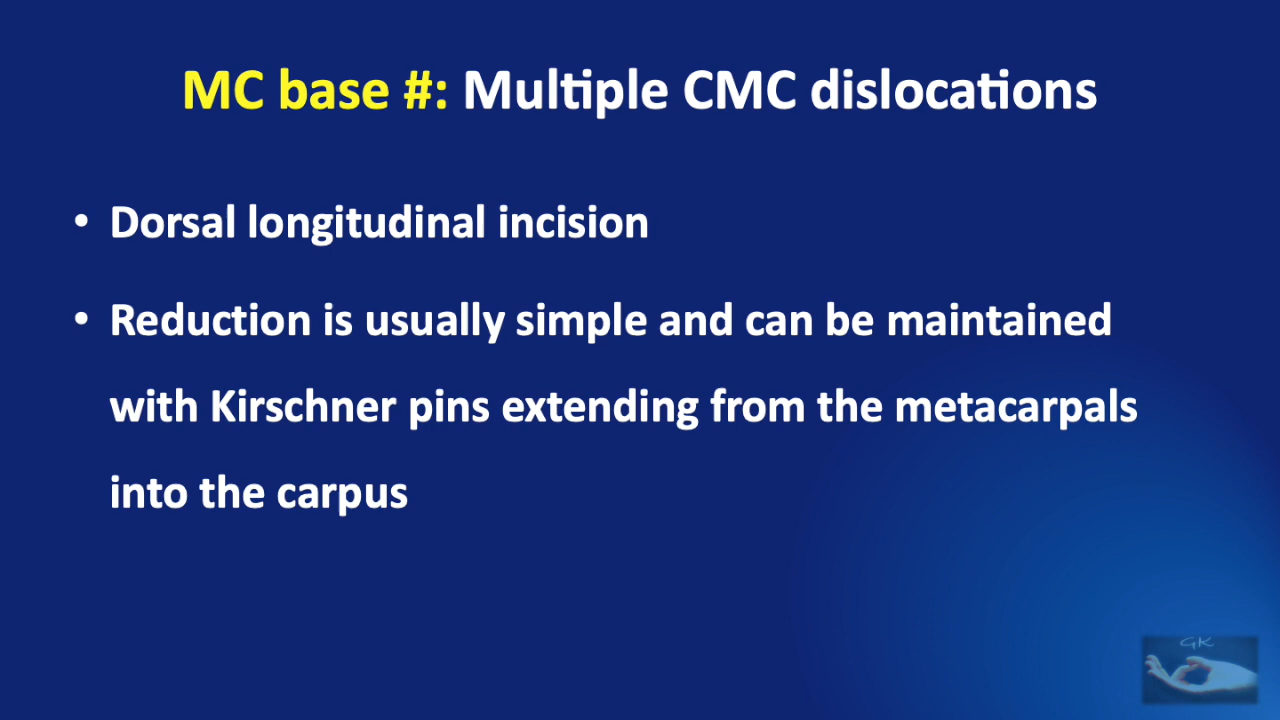 MC base #: Multiple CMC dislocations
• Dorsal longitudinal incision
• Reduction is usually simple and can be maintained
with Kirschner pins extending from the metacarpals
into the carpus
GK